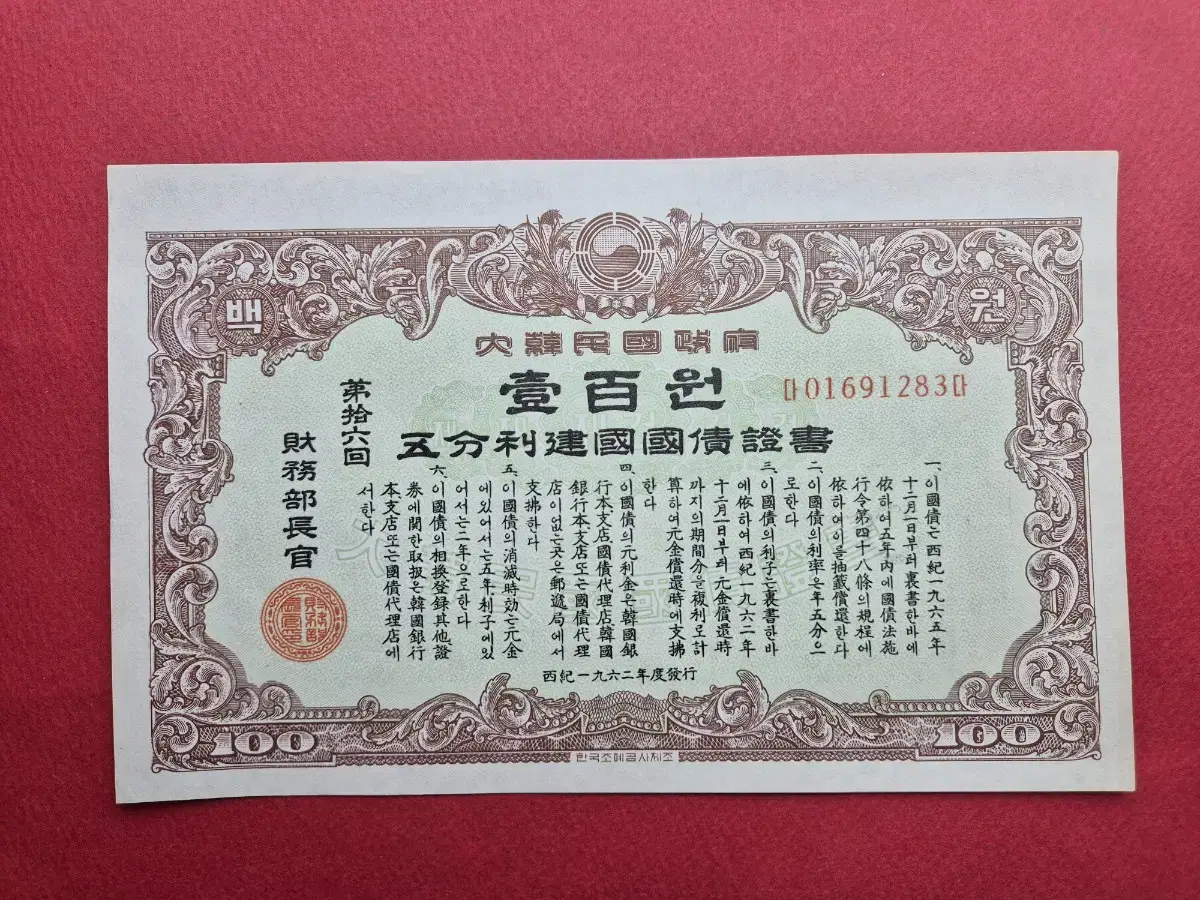 백
원
大韓民國政府
壹百원
다01691283다
五分利建國國債證書
第拾六回
財務部長官
一、이國債는西紀一九六五年
十二月一日부터裏書한바에
依하여五年內에國債法施
行令第四十八條의規程에
依하여이를抽籤償還한다
二、이國債의利率은年五分으
로한다
三、이國債의利子는裏書한바
에依하여西紀一九六二年
十二月一日부터元金償還時
까지의期間分을複利로計
算하여元金償還時에支拂
한다
四、이國債의元利金은韓國銀
行本支店國債代理店韓國
銀行本支店또는國債代理
店이없는곳은郵遞局에서
支拂한다
五、이國債의消滅時効는元金
에있어서는五年、利子에있
어서는二年으로한다
六、이國債의相換登錄其他證
券에關한取扱은韓國銀行
本支店또는國債代理店에
서한다
西紀一九六二年度發行
100
100
한국조폐공사제조